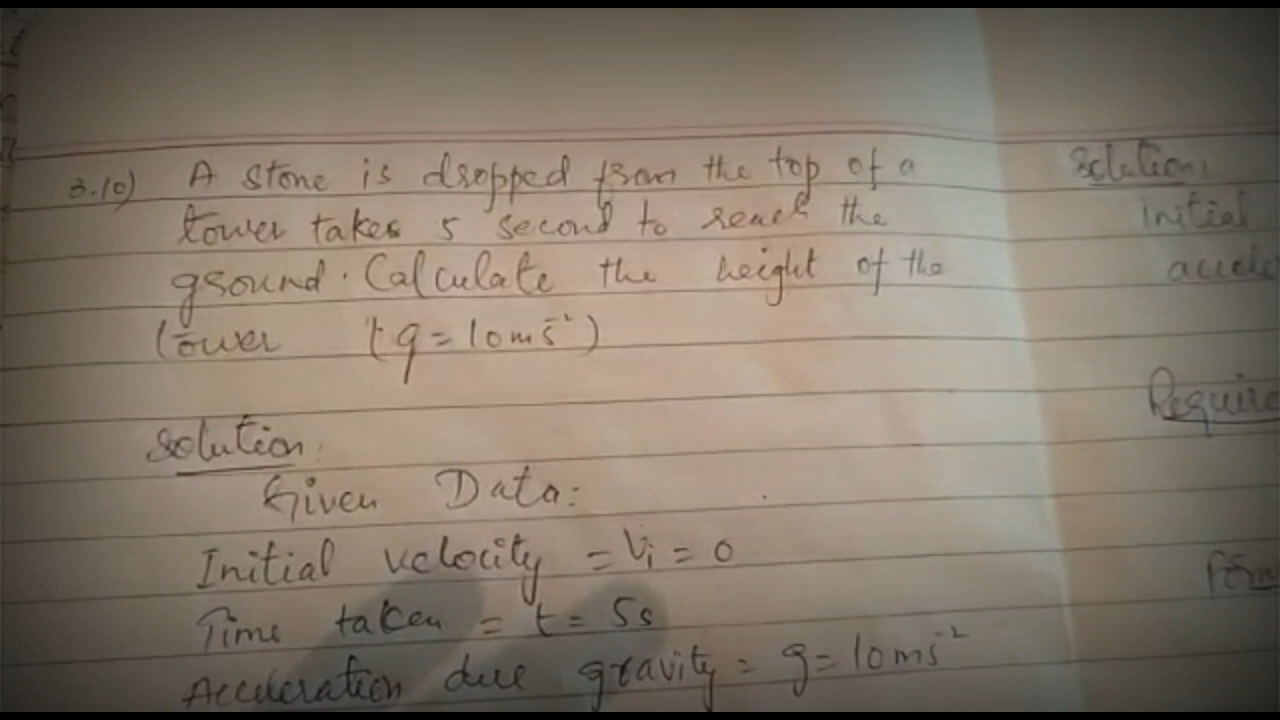 3.10) A stone is dropped from the top of a
tower takes 5 second to reach the
ground. Calculate the height of the
tower (g = 10ms⁻²)
Solution:
Given Data:
Initial velocity = Vi = 0
Time taken = t = 5s
Acceleration due gravity = g = 10ms⁻²
Solution:
initial
accele
Require